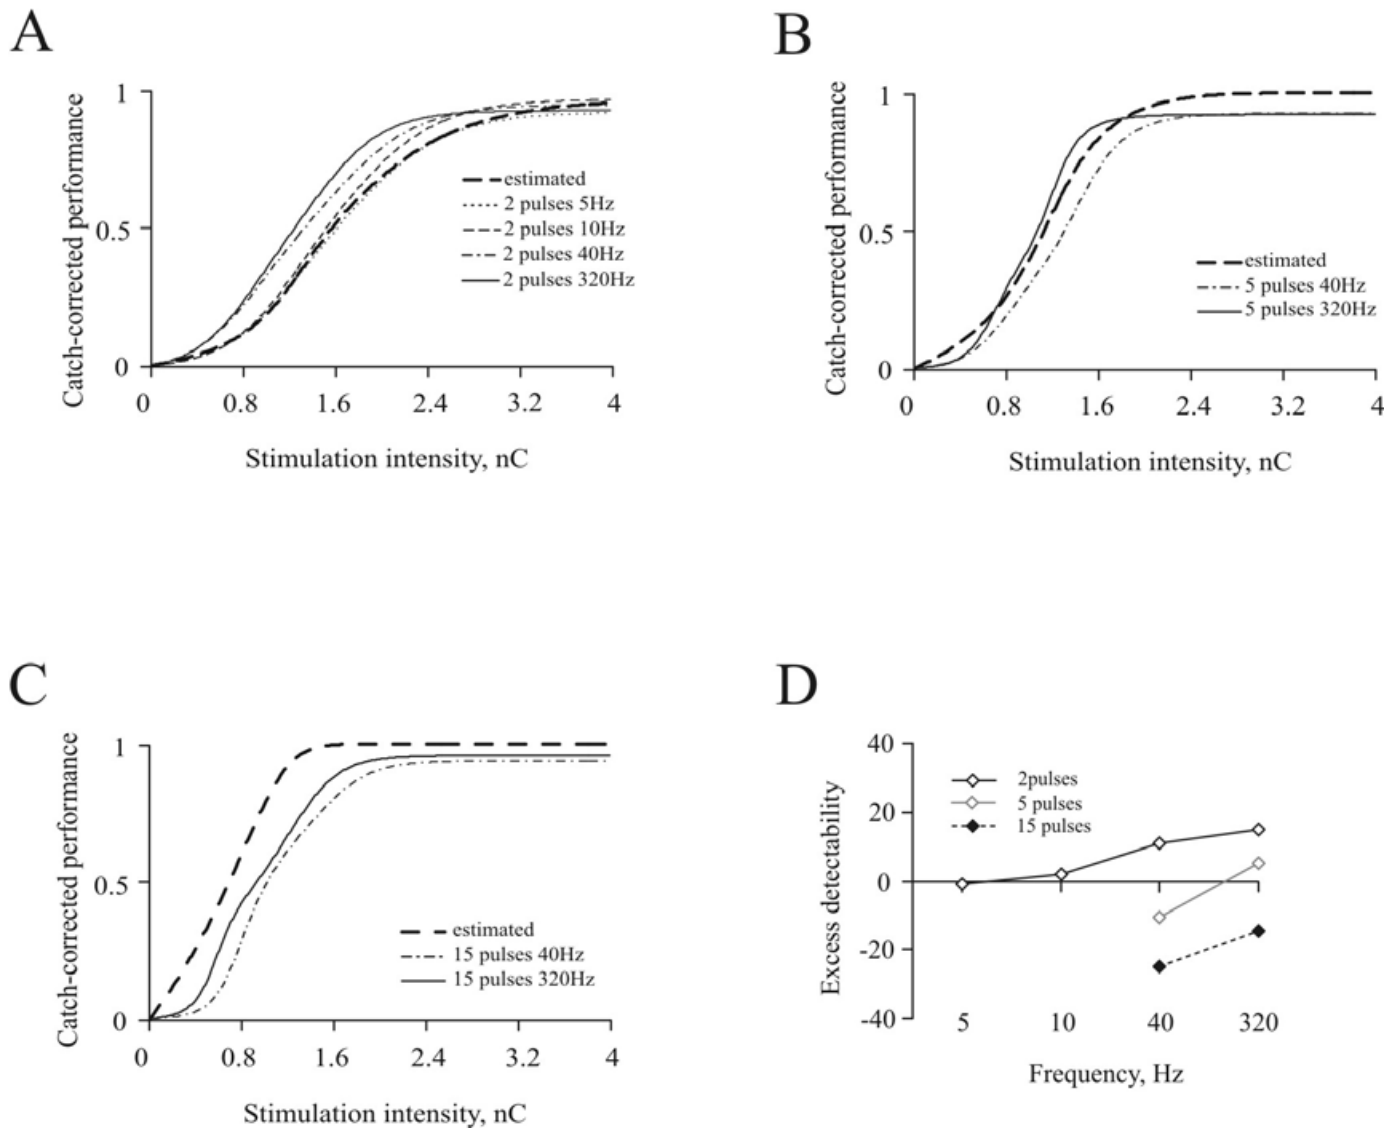 A
Catch-corrected performance
1
0.5
0
estimated
2 pulses 5Hz
2 pulses 10Hz
2 pulses 40Hz
2 pulses 320Hz
0 0.8 1.6 2.4 3.2 4
Stimulation intensity, nC
B
Catch-corrected performance
1
0.5
0
estimated
5 pulses 40Hz
5 pulses 320Hz
0 0.8 1.6 2.4 3.2 4
Stimulation intensity, nC
C
Catch-corrected performance
1
0.5
0
estimated
15 pulses 40Hz
15 pulses 320Hz
0 0.8 1.6 2.4 3.2 4
Stimulation intensity, nC
D
Excess detectability
40
20
0
-20
-40
2pulses
5 pulses
15 pulses
5 10 40 320
Frequency, Hz